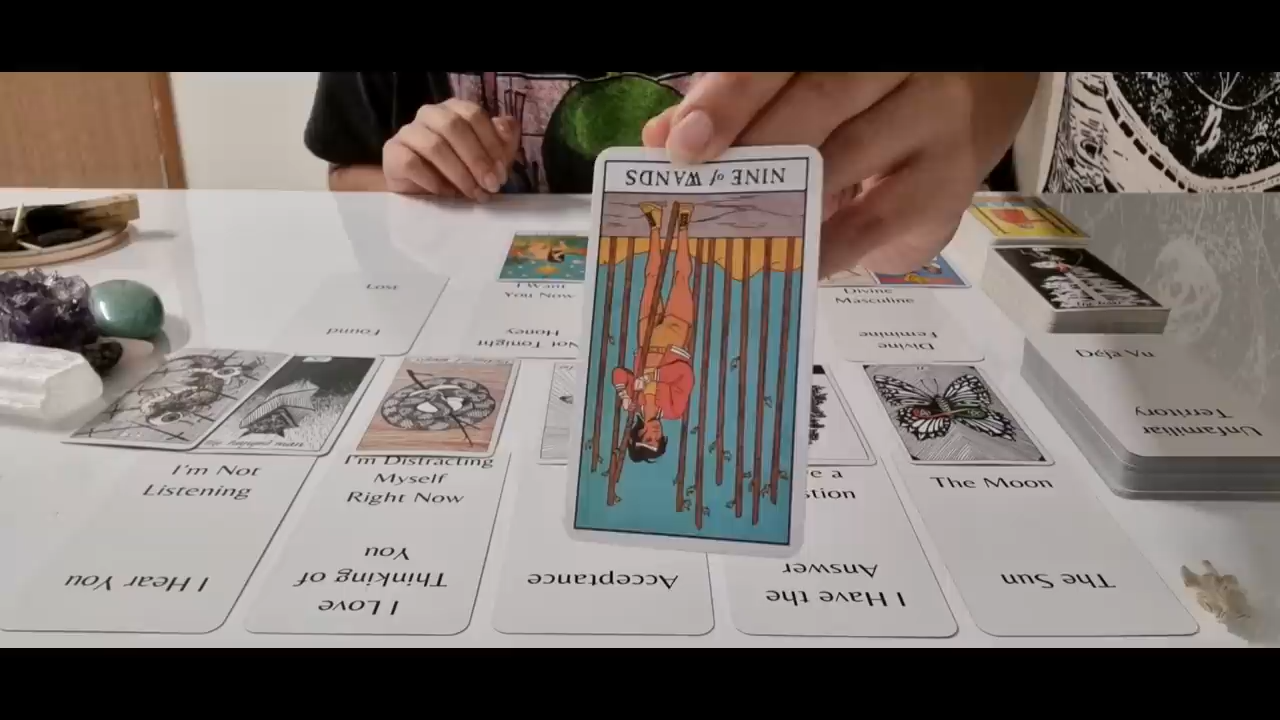 NINE of WANDS
Lost
Found
I Want
You Now
Honey
Not Tonight
Divine
Masculine
Divine
Feminine
Déjà Vu
Unfamiliar
Territory
I'm Not
Listening
I Hear You
I'm Distracting
Myself
Right Now
I Love
Thinking of
You
Acceptance
e a
stion
I Have the
Answer
The Moon
The Sun